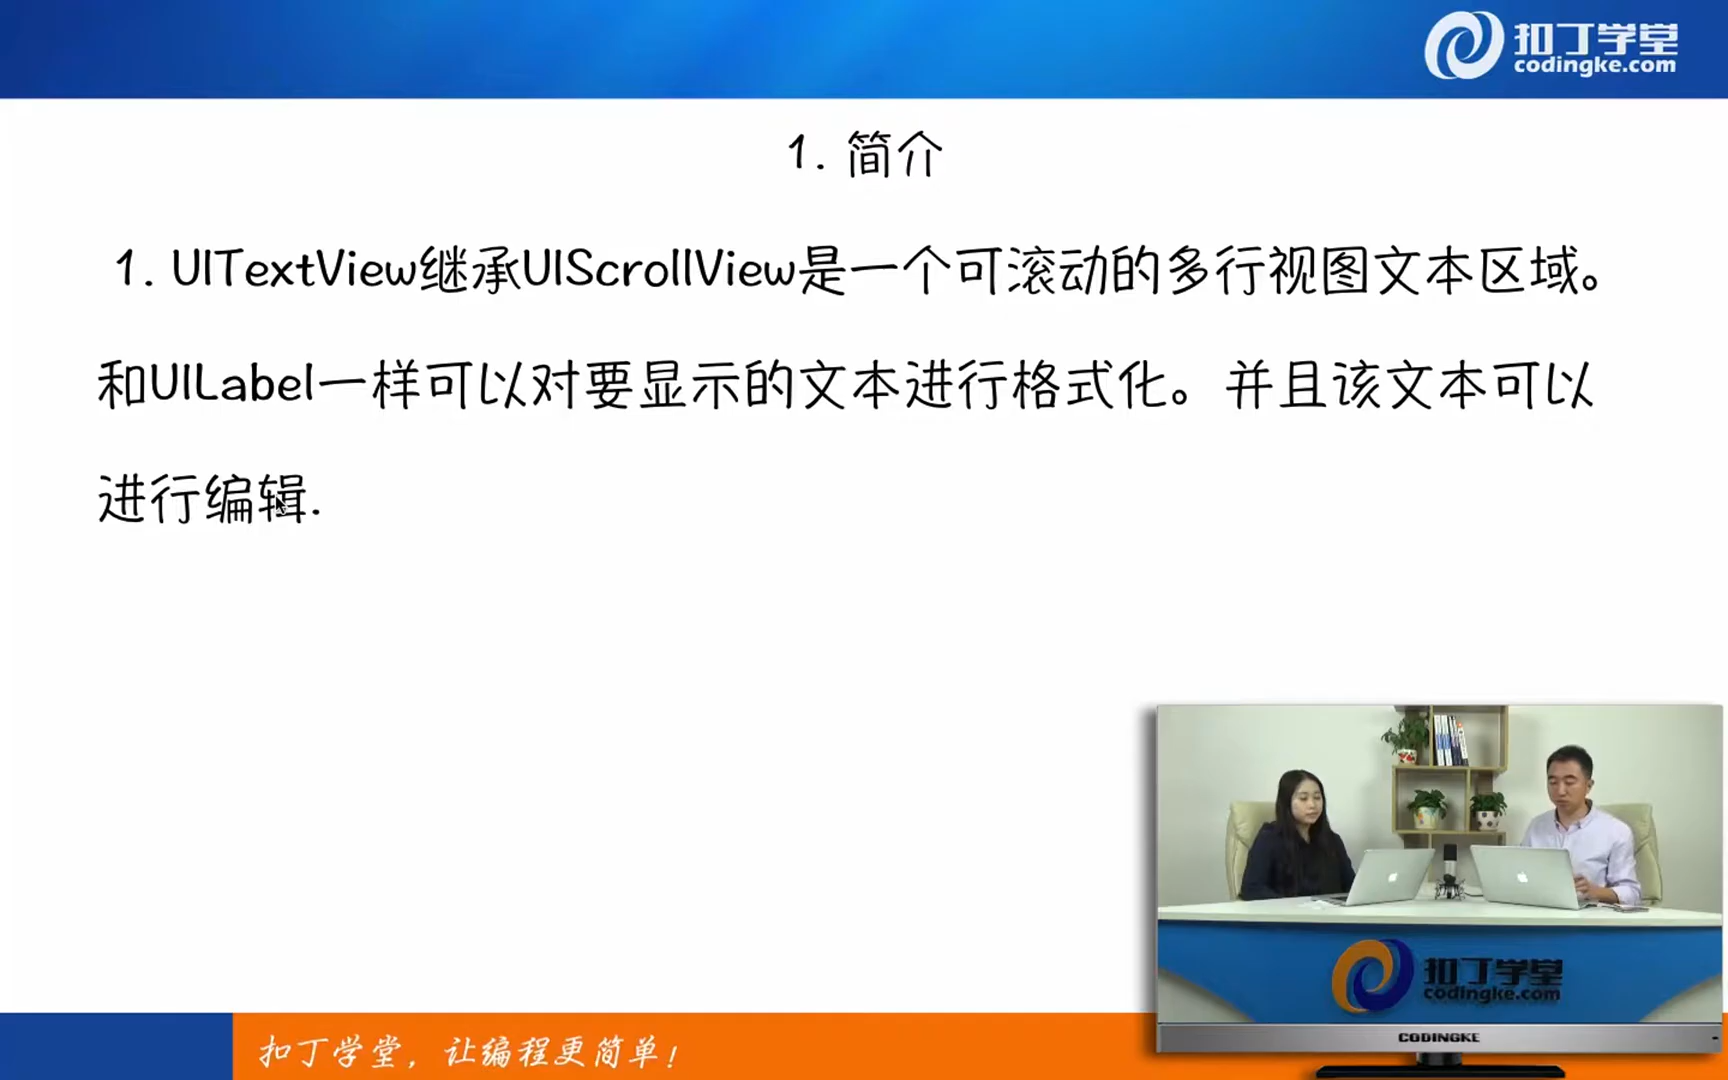 扣丁学堂
codingke.com
1. 简介
1. UITextView继承UIScrollView是一个可滚动的多行视图文本区域。
和UILabel一样可以对要显示的文本进行格式化。并且该文本可以
进行编辑.
扣丁学堂
codingke.com
CODINGKE
扣丁学堂，让编程更简单！